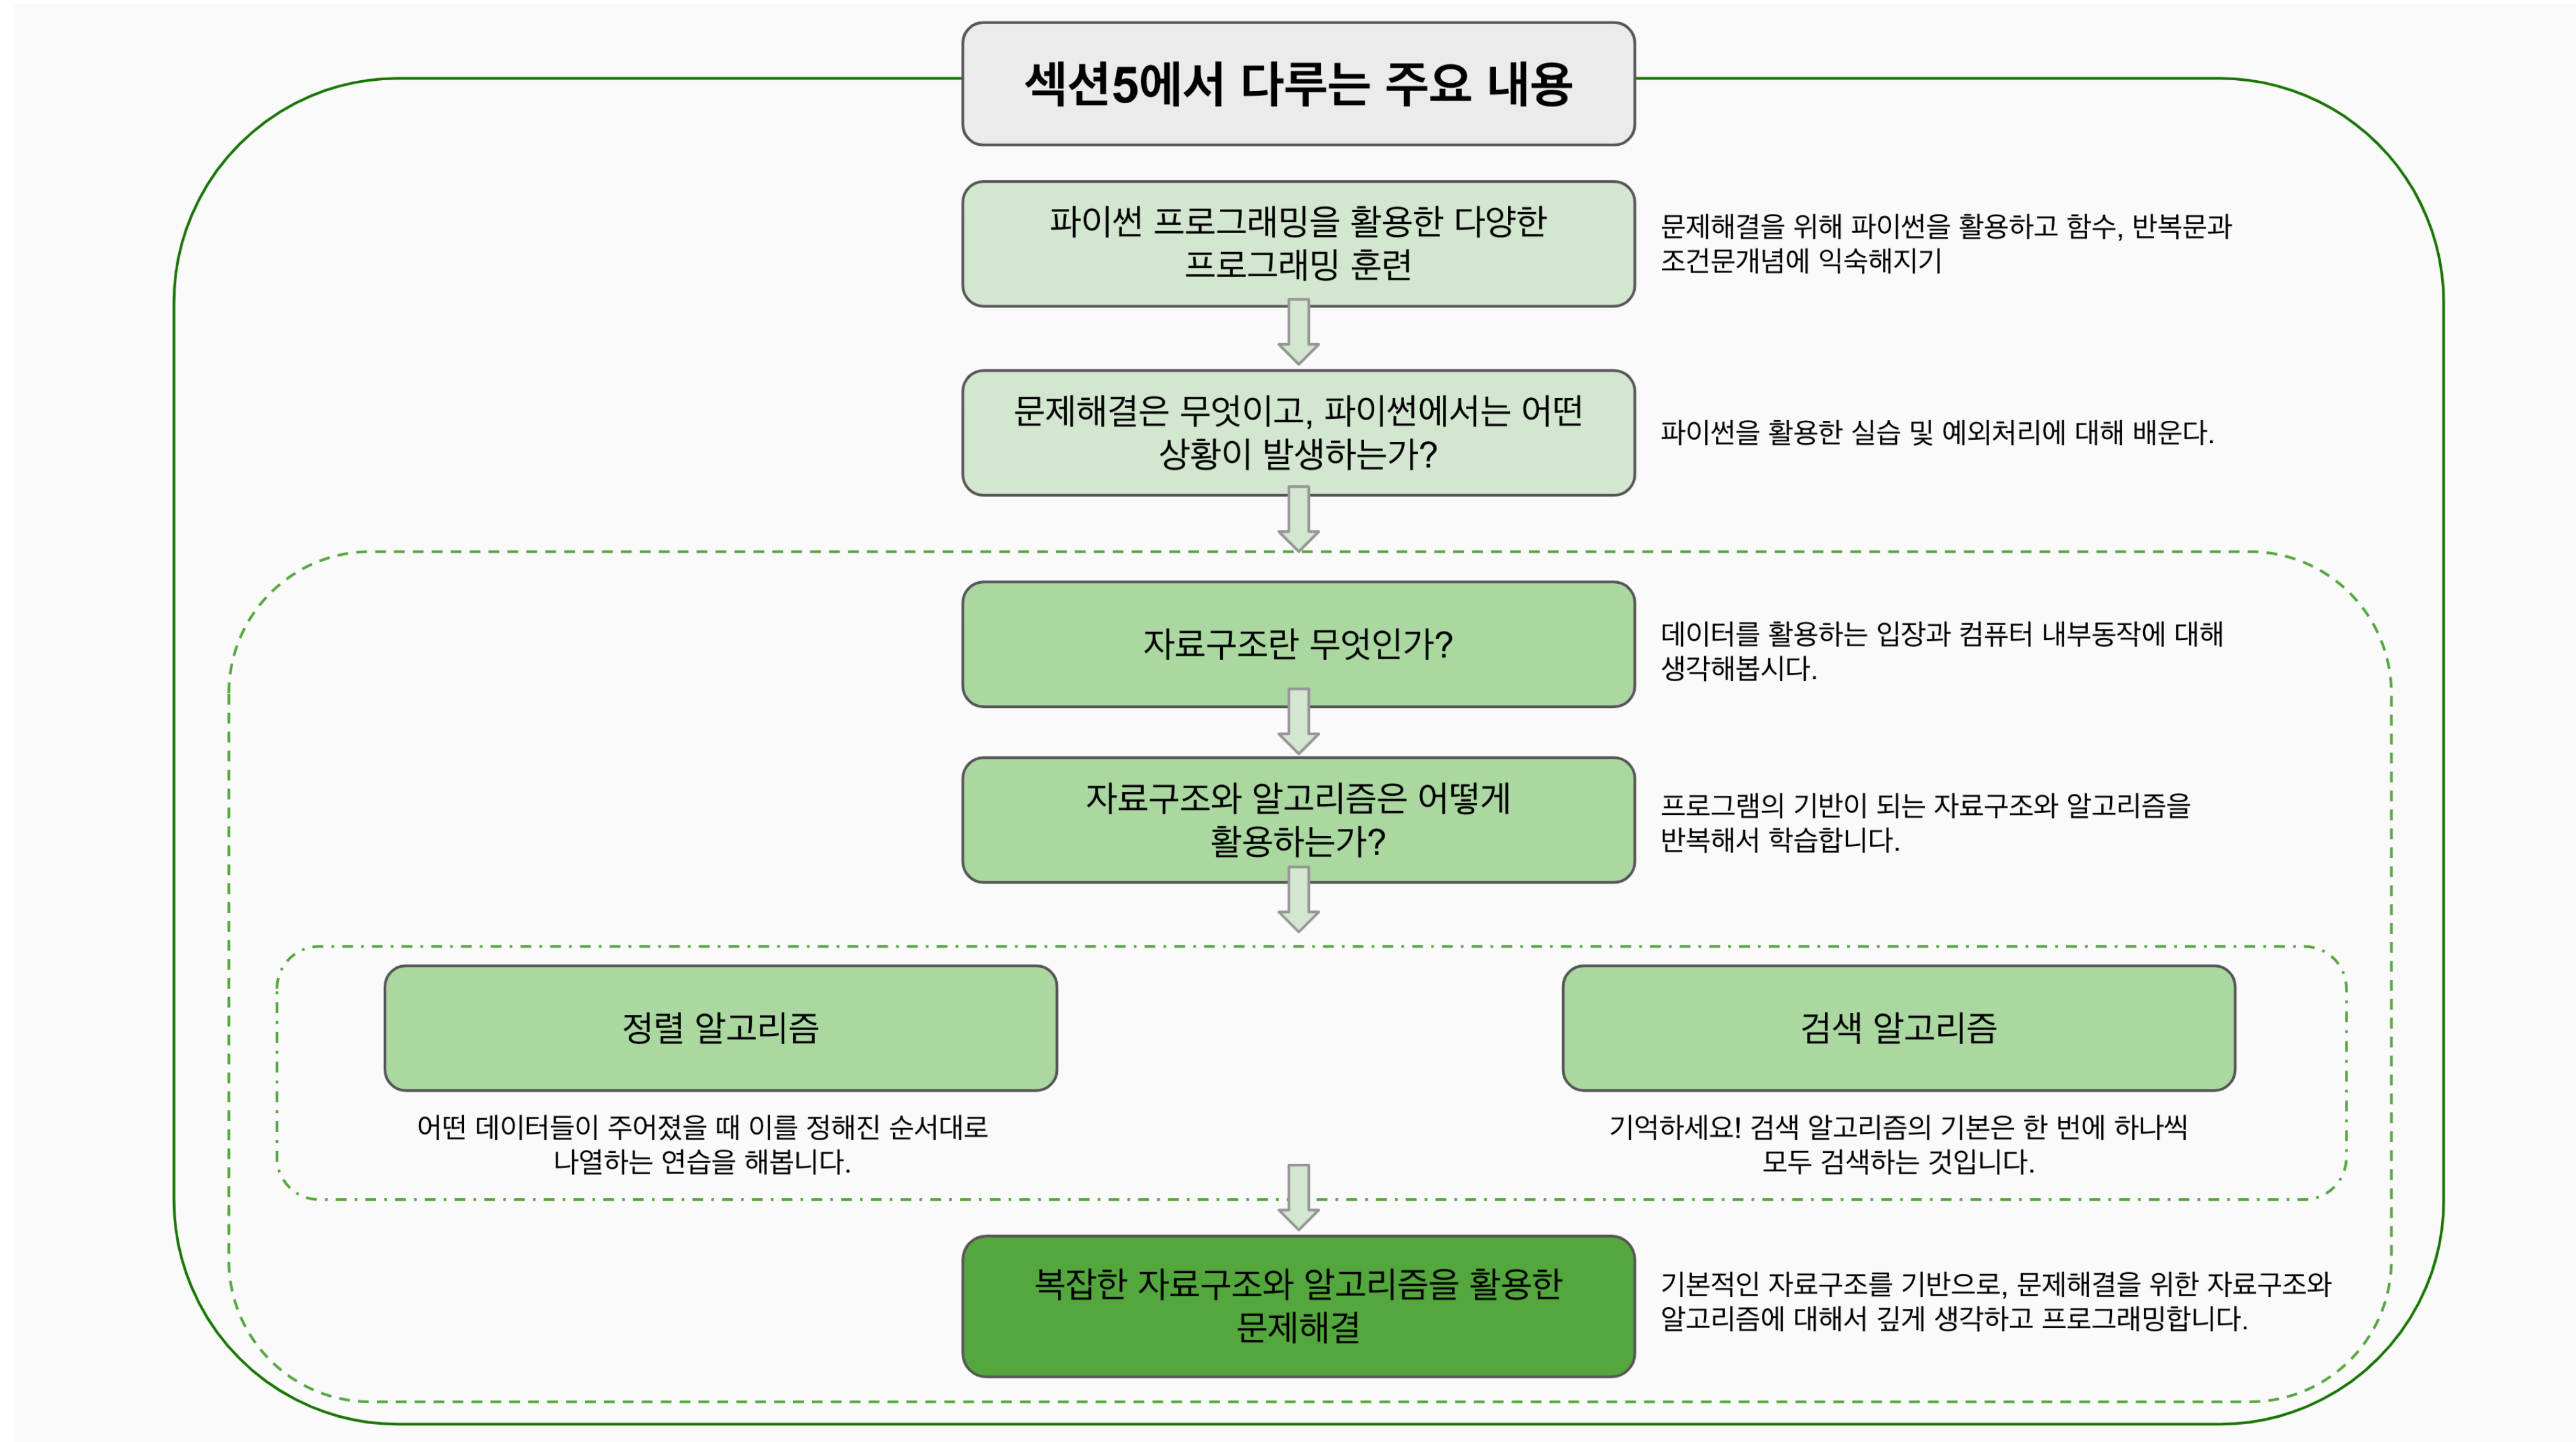 섹션5에서 다루는 주요 내용
파이썬 프로그래밍을 활용한 다양한
프로그래밍 훈련
문제해결을 위해 파이썬을 활용하고 함수, 반복문과
조건문개념에 익숙해지기
문제해결은 무엇이고, 파이썬에서는 어떤
상황이 발생하는가?
파이썬을 활용한 실습 및 예외처리에 대해 배운다.
자료구조란 무엇인가?
데이터를 활용하는 입장과 컴퓨터 내부동작에 대해
생각해봅시다.
자료구조와 알고리즘은 어떻게
활용하는가?
프로그램의 기반이 되는 자료구조와 알고리즘을
반복해서 학습합니다.
정렬 알고리즘
어떤 데이터들이 주어졌을 때 이를 정해진 순서대로
나열하는 연습을 해봅니다.
검색 알고리즘
기억하세요! 검색 알고리즘의 기본은 한 번에 하나씩
모두 검색하는 것입니다.
복잡한 자료구조와 알고리즘을 활용한
문제해결
기본적인 자료구조를 기반으로, 문제해결을 위한 자료구조와
알고리즘에 대해서 깊게 생각하고 프로그래밍합니다.